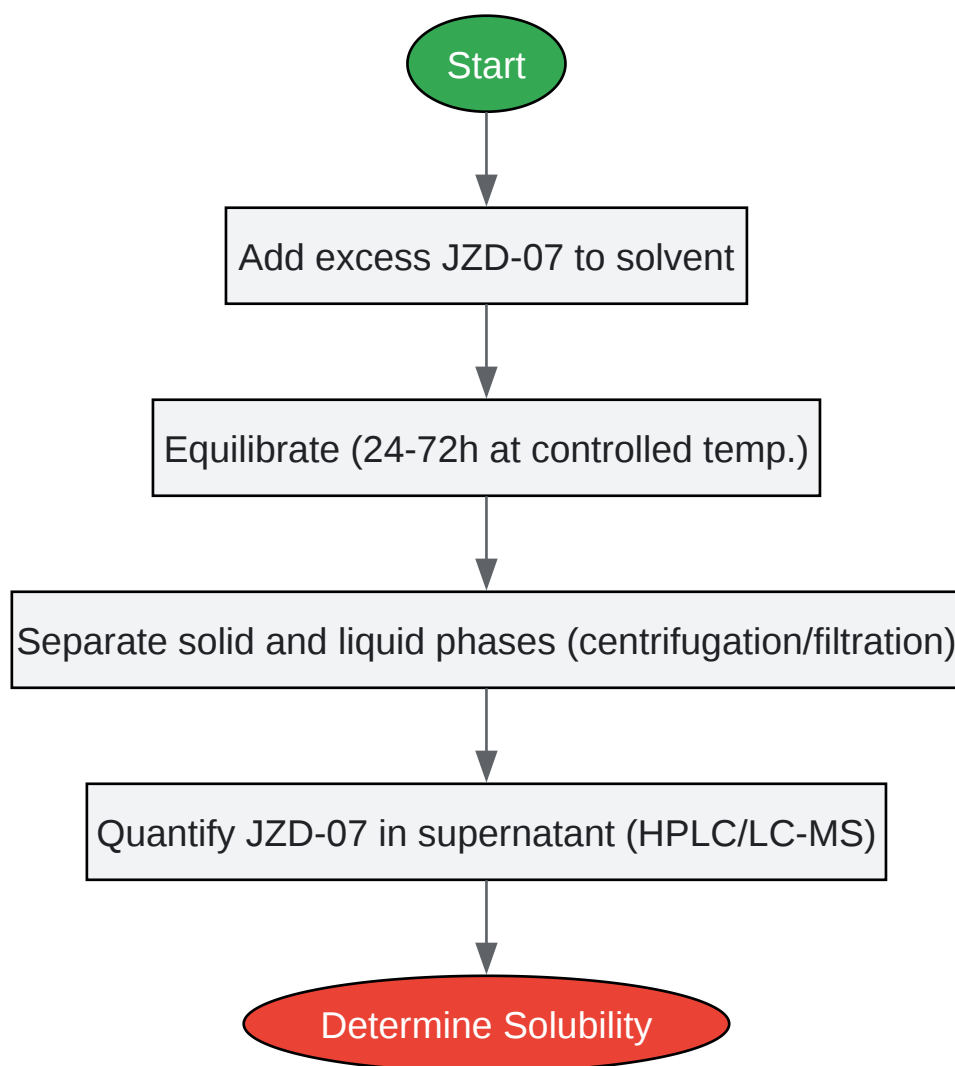 Start
Add excess JZD-07 to solvent
Equilibrate (24-72h at controlled temp.)
Separate solid and liquid phases (centrifugation/filtration)
Quantify JZD-07 in supernatant (HPLC/LC-MS)
Determine Solubility